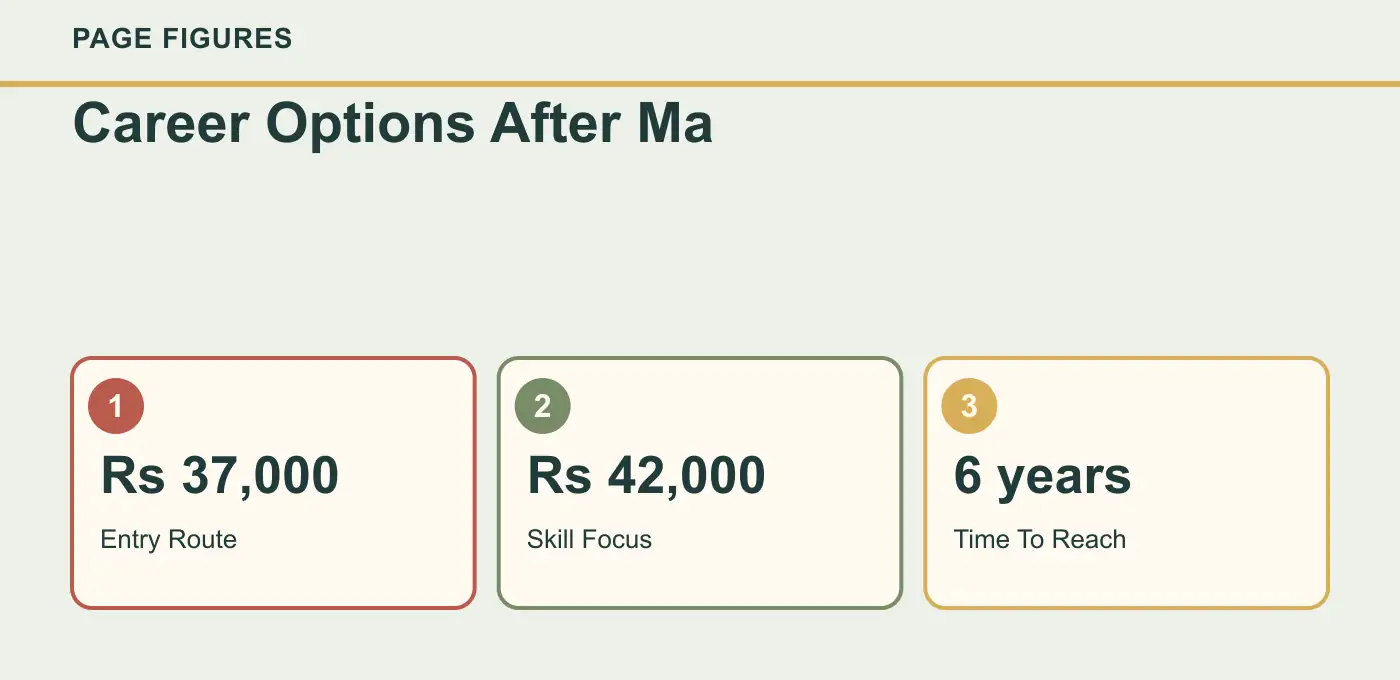 PAGE FIGURES
Career Options After Ma
1
Rs 37,000
Entry Route
2
Rs 42,000
Skill Focus
3
6 years
Time To Reach